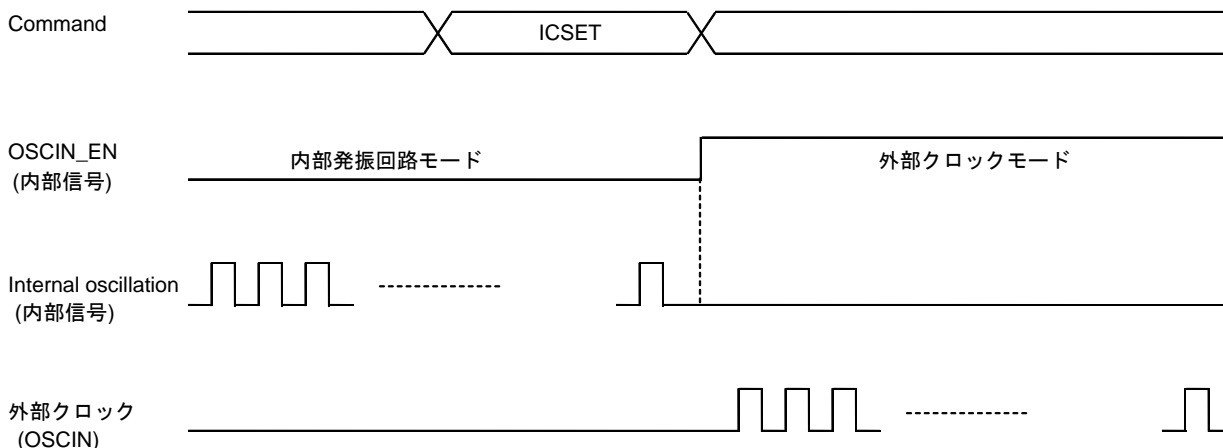 Command
ICSET
OSCIN_EN
(内部信号)
内部発振回路モード
外部クロックモード
Internal oscillation
(内部信号)
外部クロック
(OSCIN)